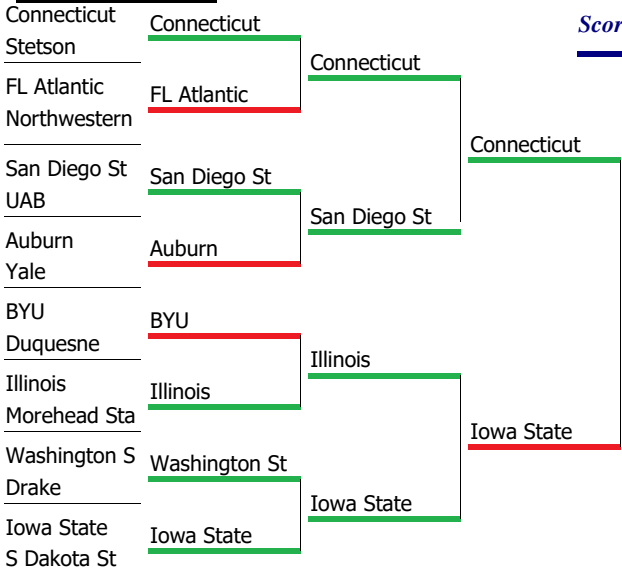 Connecticut
Stetson
FL Atlantic
Northwestern
San Diego St
UAB
Auburn
Yale
BYU
Duquesne
Illinois
Morehead Sta
Washington S
Drake
Iowa State
S Dakota St
Connecticut
FL Atlantic
San Diego St
Auburn
BYU
Illinois
Washington St
Iowa State
Connecticut
San Diego St
Illinois
Iowa State
Connecticut
Iowa State
Scor